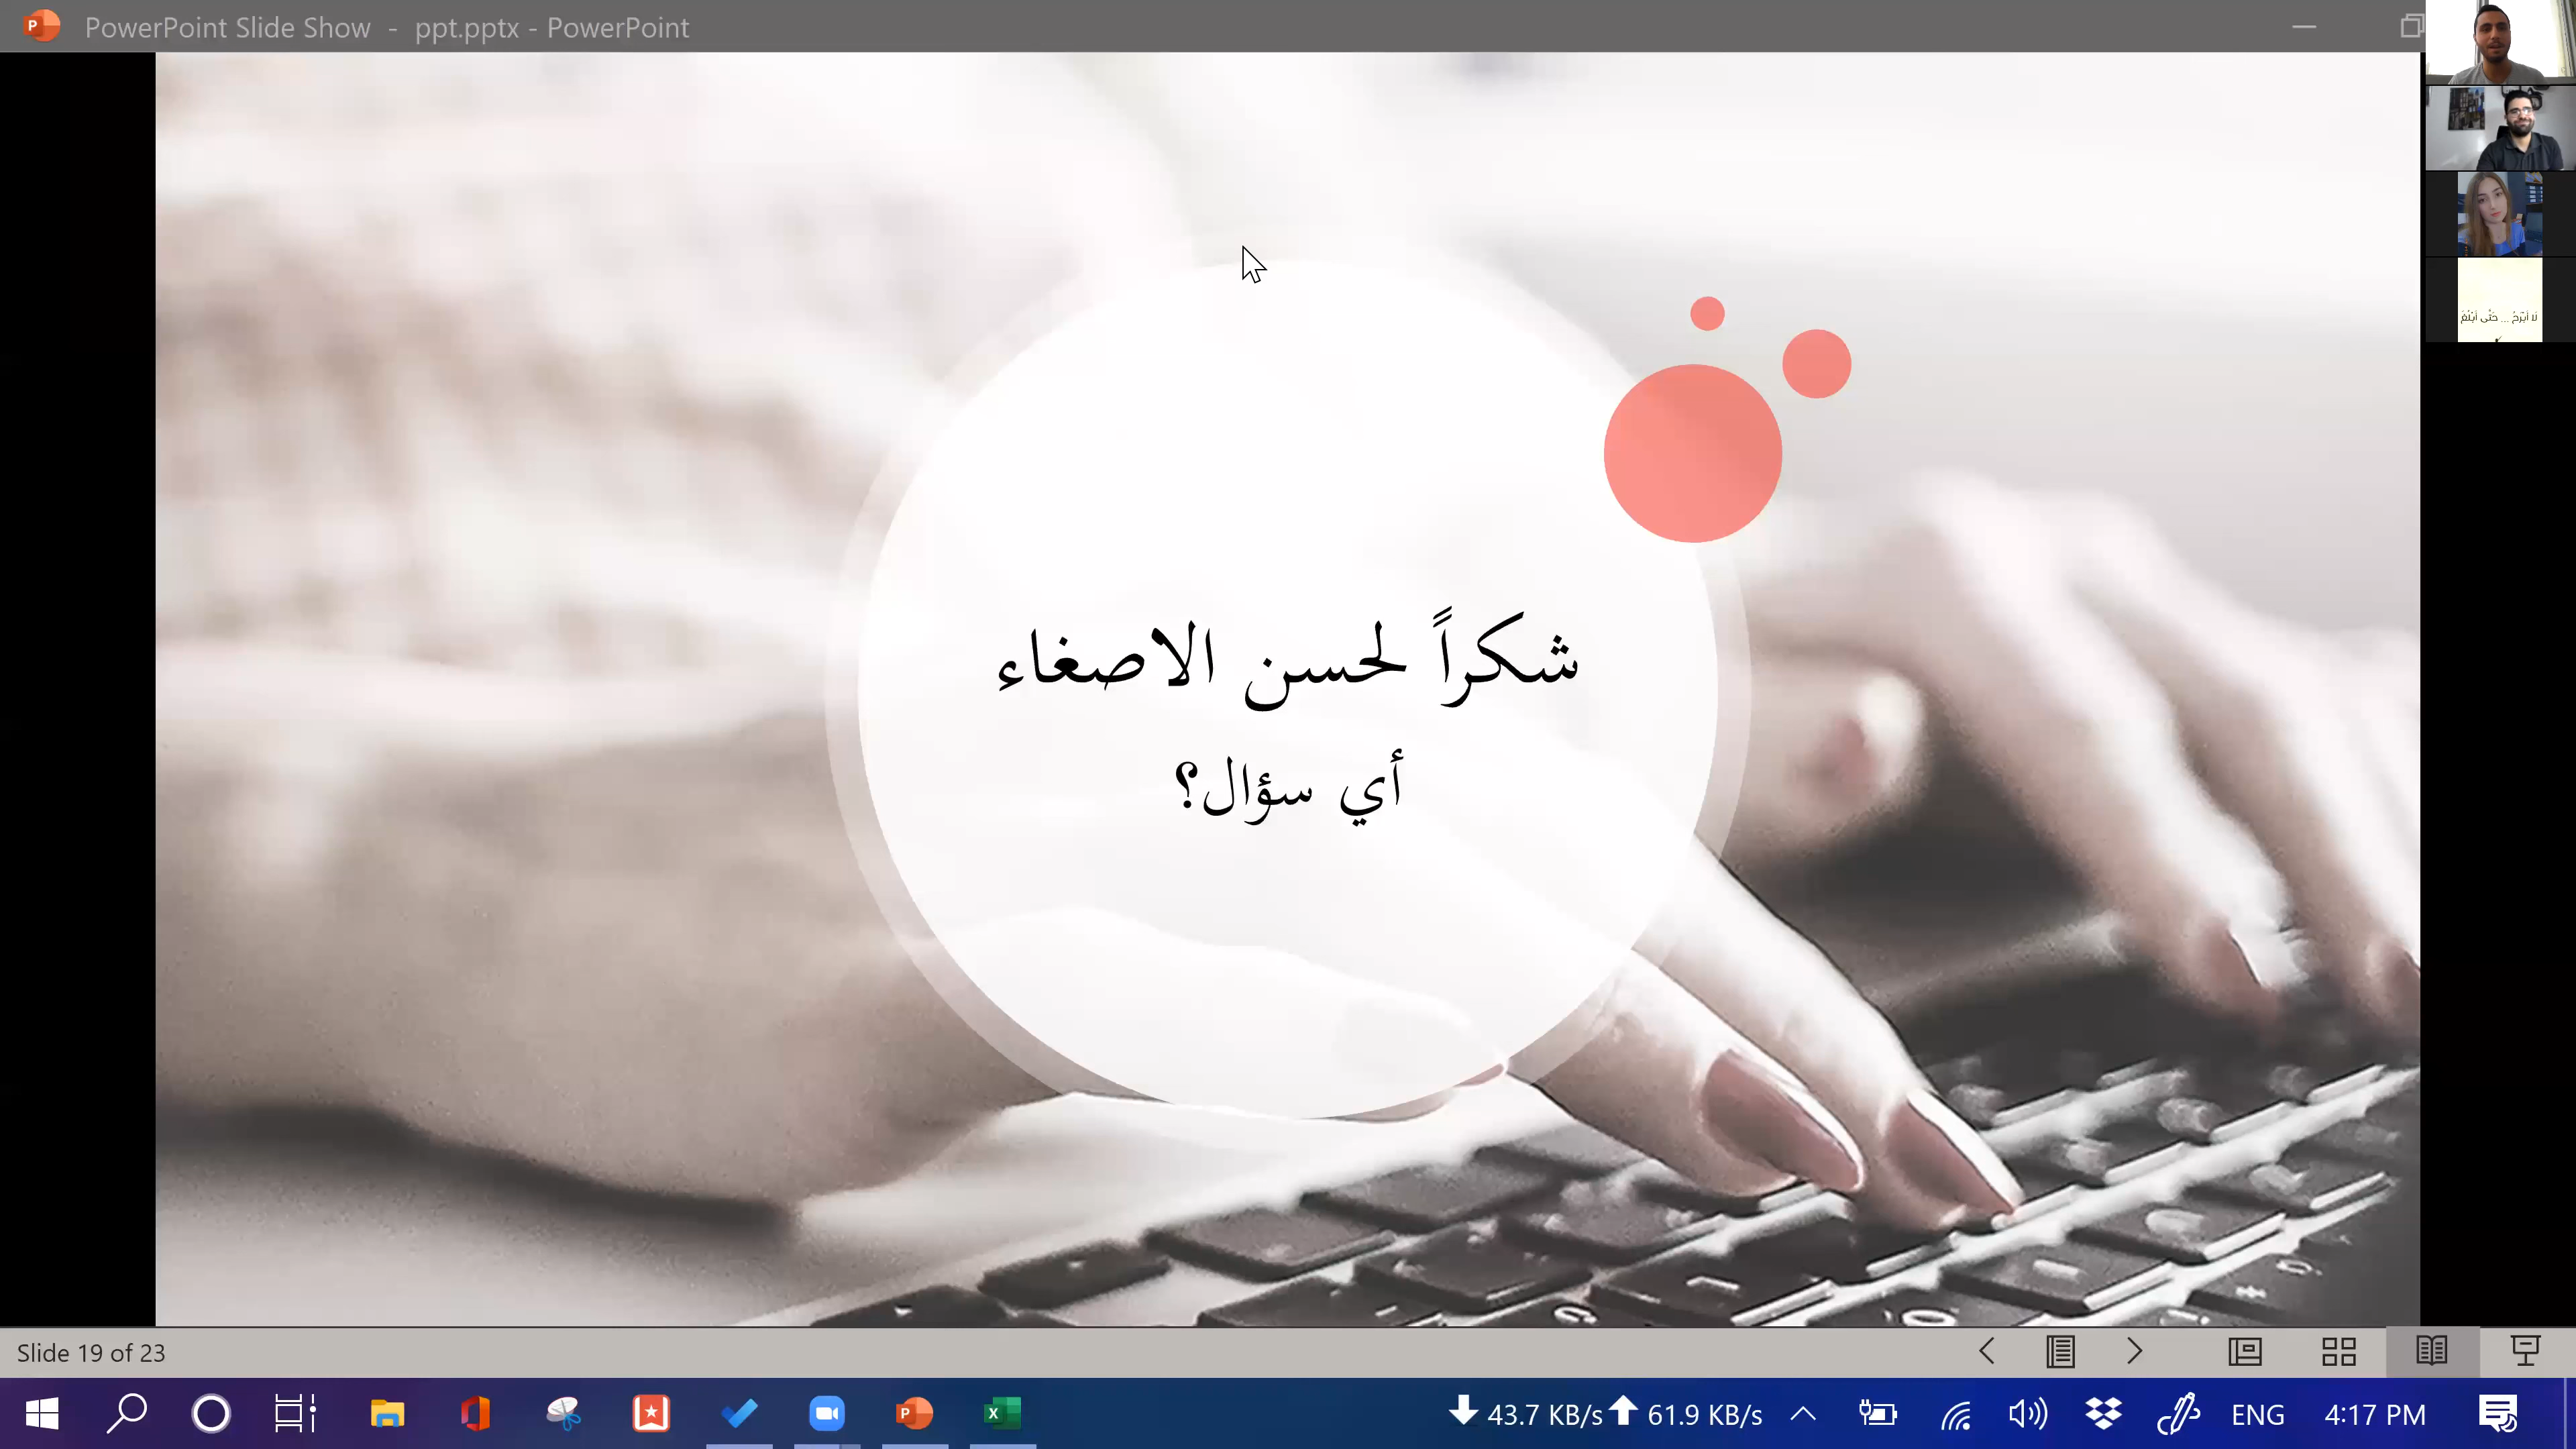 PowerPoint Slide Show - ppt.pptx - PowerPoint
لَا أَبْرَحُ ... حَتَّى أَبْلُغَ
شكراً لحسن الاصغاء
أي سؤال؟
Slide 19 of 23
43.7 KB/s 61.9 KB/s ENG 4:17 PM